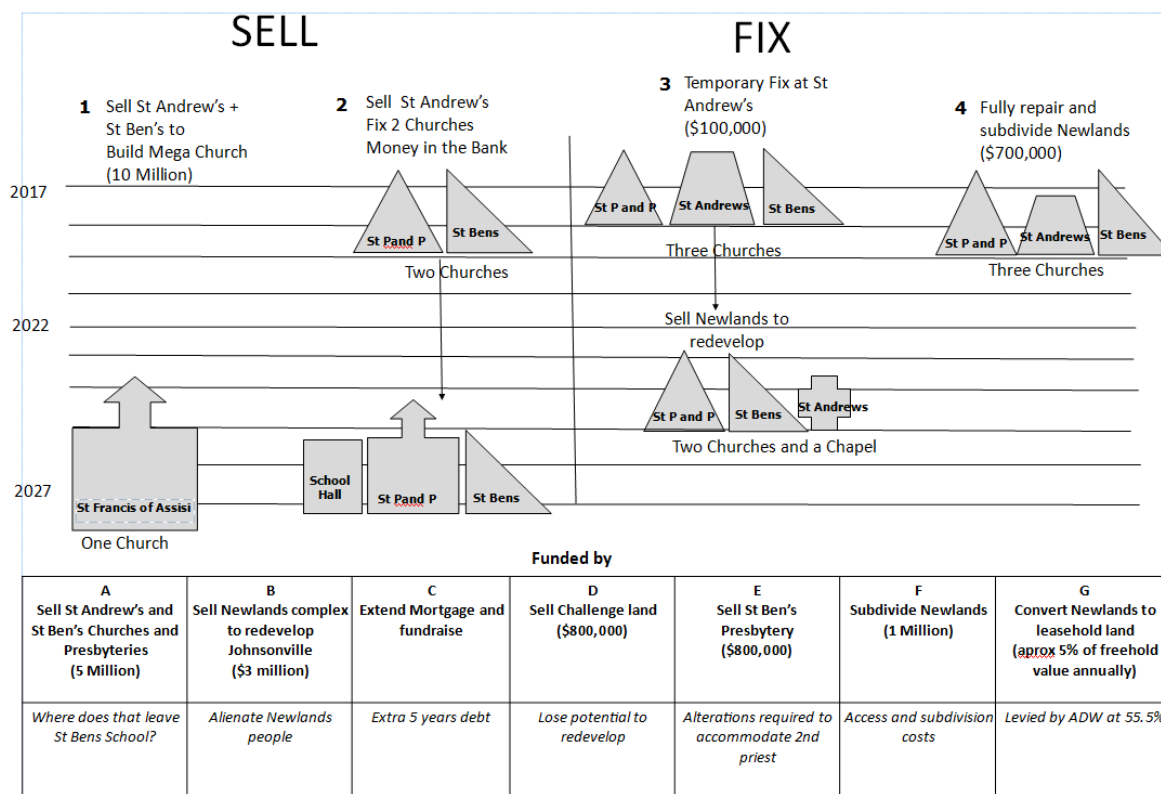 SELL
FIX
1 Sell St Andrew's +
St Ben's to
Build Mega Church
(10 Million)
2 Sell St Andrew's
Fix 2 Churches
Money in the Bank
3 Temporary Fix at St
Andrew's
($100,000)
4 Fully repair and
subdivide Newlands
($700,000)
2017
St Pand P
St Bens
Two Churches
St P and P
St Andrews
St Bens
Three Churches
St P and P
St Andrews
St Bens
Three Churches
2022
Sell Newlands to
redevelop
St P and P
St Bens
St Andrews
Two Churches and a Chapel
2027
St Francis of Assisi
One Church
School
Hall
St Pand P
St Bens
Funded by
A
Sell St Andrew's and
St Ben's Churches and
Presbyteries
(5 Million)
B
Sell Newlands complex
to redevelop
Johnsonville
($3 million)
C
Extend Mortgage and
fundraise
D
Sell Challenge land
($800,000)
E
Sell St Ben's
Presbytery
($800,000)
F
Subdivide Newlands
(1 Million)
G
Convert Newlands to
leasehold land
(aprox 5% of freehold
value annually)
Where does that leave
St Bens School?
Alienate Newlands
people
Extra 5 years debt
Lose potential to
redevelop
Alterations required to
accommodate 2nd
priest
Access and subdivision
costs
Levied by ADW at 55.5%